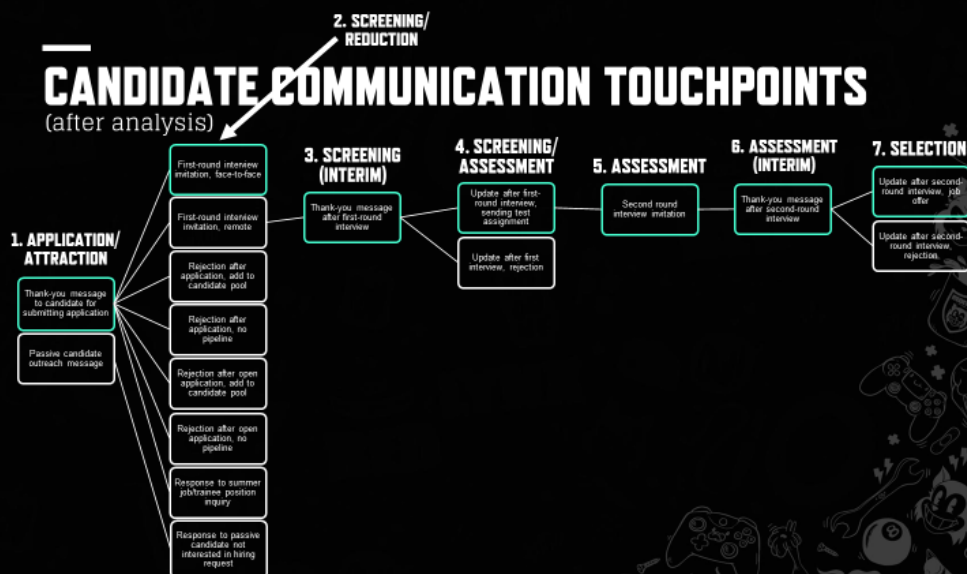 2. SCREENING/
REDUCTION
CANDIDATE COMMUNICATION TOUCHPOINTS
(after analysis)
1. APPLICATION/
ATTRACTION
Thank-you message
to candidate for
submitting application
Passive candidate
outreach message
First-round interview
invitation, face-to-face
First-round interview
invitation, remote
Rejection after
application, add to
candidate pool
Rejection after
application, no
pipeline
Rejection after open
application, add to
candidate pool
Rejection after open
application, no
pipeline
Response to summer
job/trainee position
inquiry
Response to passive
candidate not
interested in hiring
request
3. SCREENING
(INTERIM)
Thank-you message
after first-round
interview
4. SCREENING/
ASSESSMENT
Update after first-
round interview,
sending test
assignment
Update after first
interview, rejection
5. ASSESSMENT
Second round
interview invitation
6. ASSESSMENT
(INTERIM)
Thank-you message
after second-round
interview
7. SELECTION
Update after second-
round interview, job
offer
Update after second-
round interview,
rejection
8